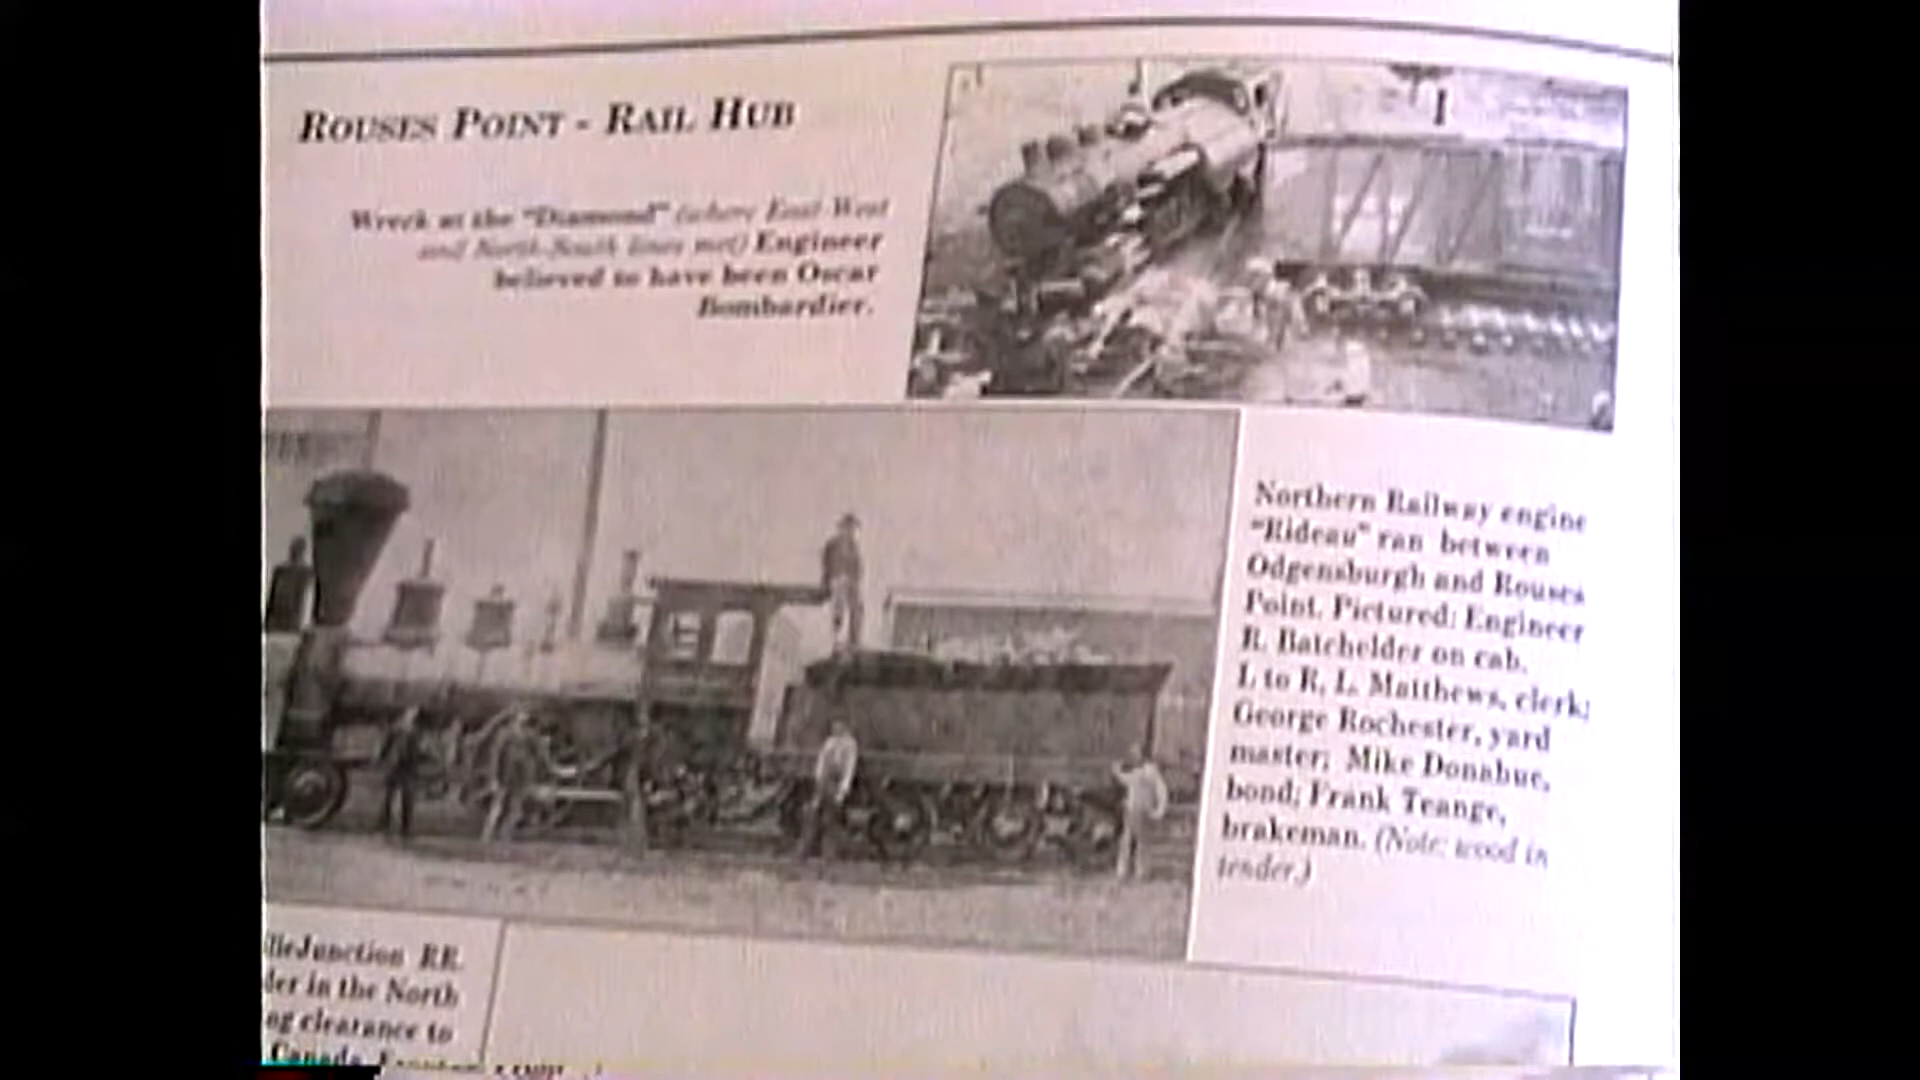 ROUSES POINT - RAIL HUB
Wreck at the "Diamond" (where East-West
and North-South lines met) Engineer
believed to have been Oscar
Bombardier.
Northern Railway engine
"Rideau" ran between
Odgensburgh and Rouses
Point. Pictured: Engineer
R. Batchelder on cab.
L to R, L. Matthews, clerk;
George Rochester, yard
master; Mike Donahue,
bond; Frank Teange,
brakeman. (Note: wood in
tender.)
Junction RR.
in the North
clearance to
Canada